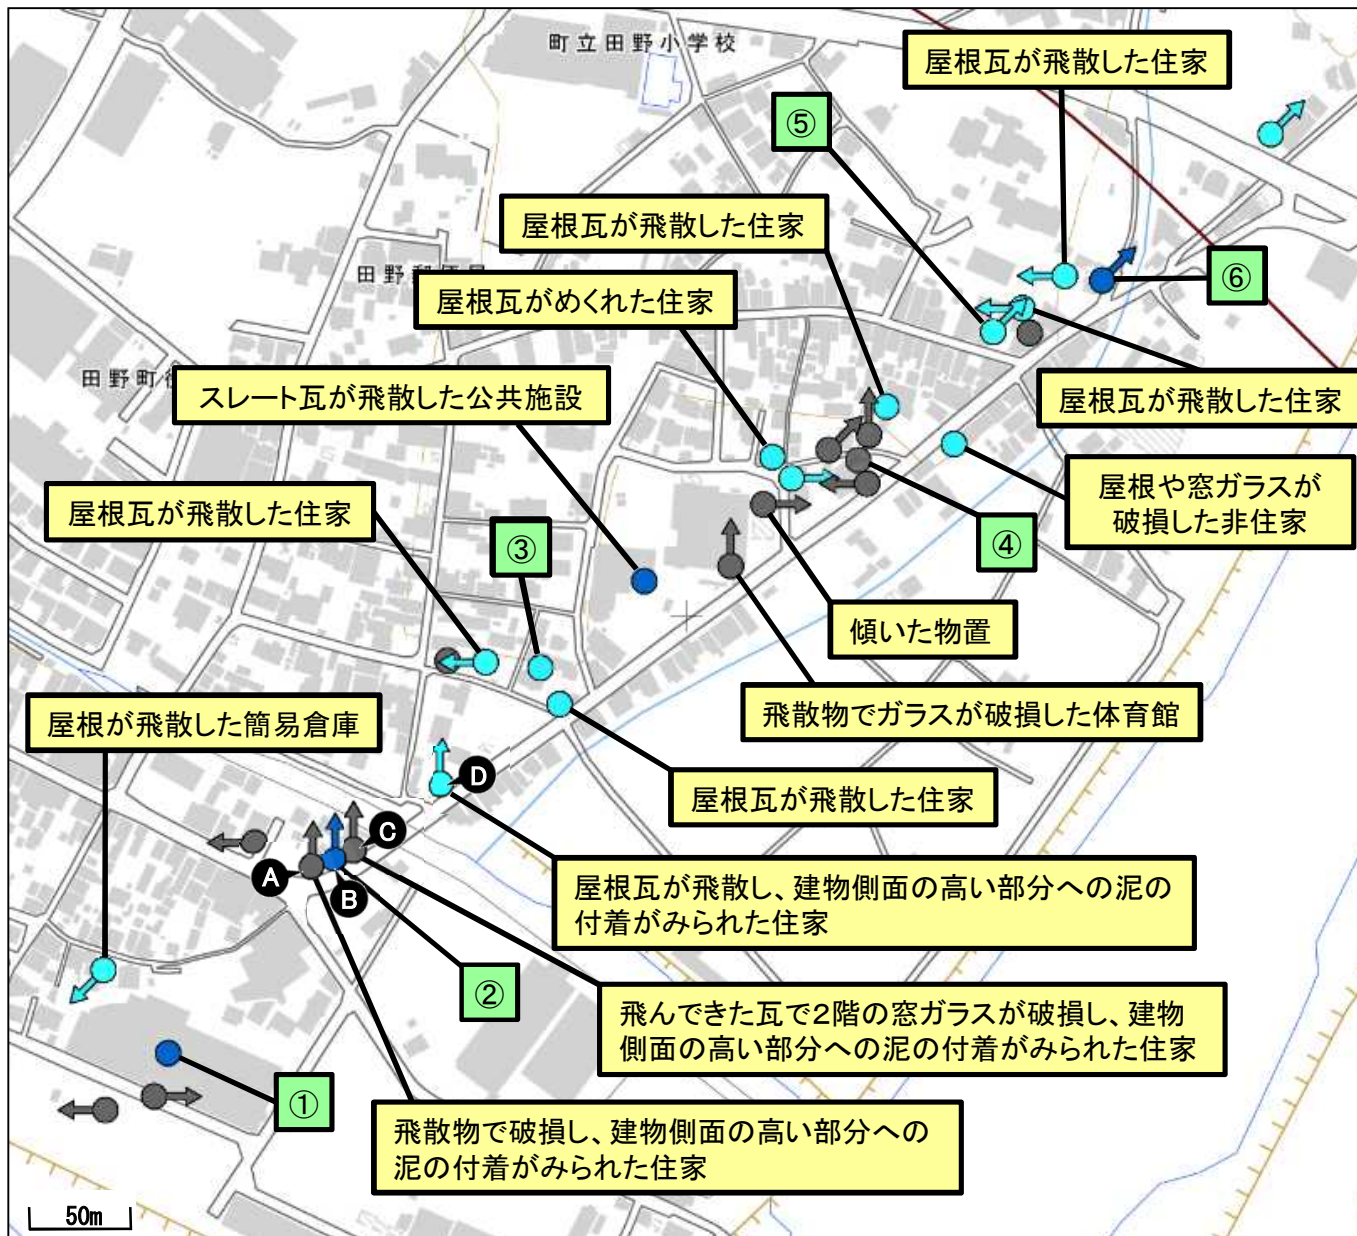 町立田野小学校
屋根瓦が飛散した住家
⑤
屋根瓦が飛散した住家
田野郵便局
⑥
屋根瓦がめくれた住家
田野町
スレート瓦が飛散した公共施設
屋根瓦が飛散した住家
屋根瓦が飛散した住家
屋根や窓ガラスが
破損した非住家
③
④
傾いた物置
屋根が飛散した簡易倉庫
飛散物でガラスが破損した体育館
D
屋根瓦が飛散した住家
C
A
B
屋根瓦が飛散し、建物側面の高い部分への泥の
付着がみられた住家
②
飛んできた瓦で2階の窓ガラスが破損し、建物
側面の高い部分への泥の付着がみられた住家
①
飛散物で破損し、建物側面の高い部分への
泥の付着がみられた住家
50m